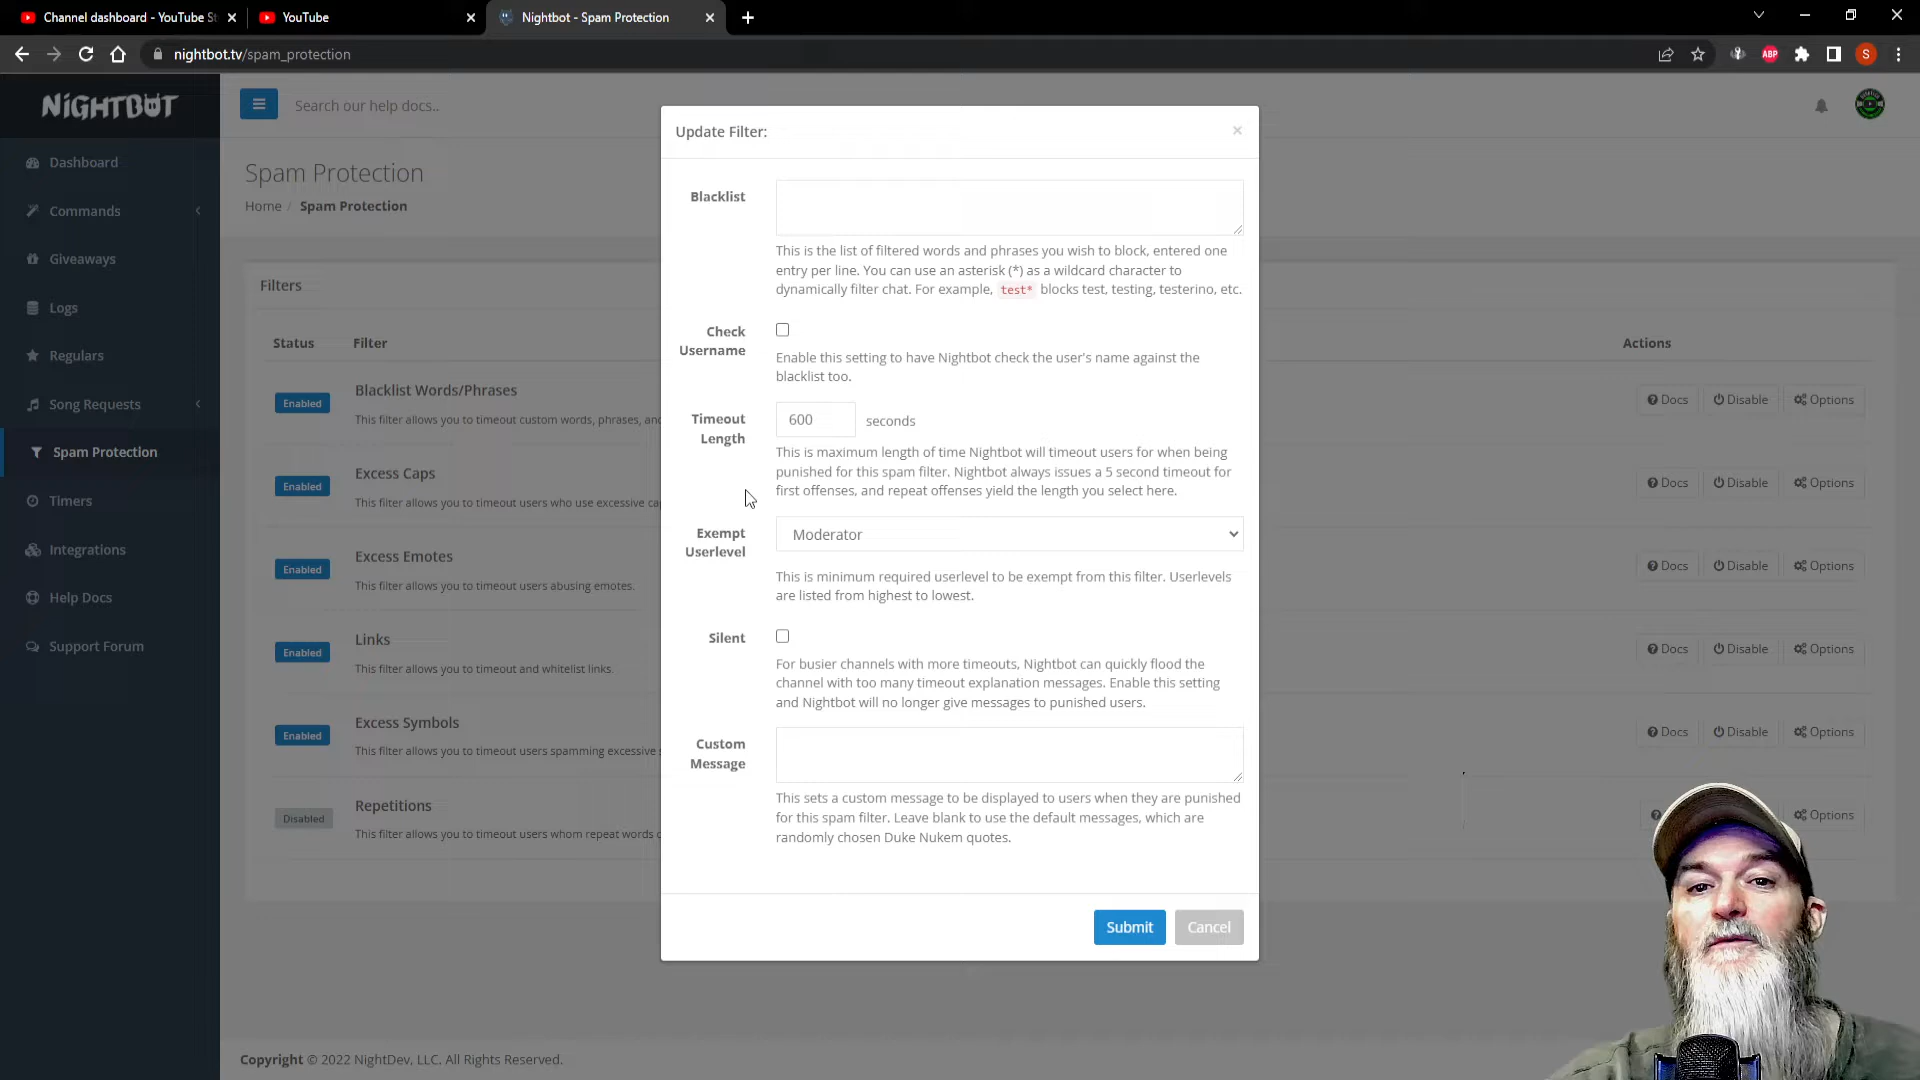 Channel dashboard - YouTube St
YouTube
Nightbot - Spam Protection
nightbot.tv/spam_protection
ABP
S
NIGHTBOT
Search our help docs..
Dashboard
Commands
Giveaways
Logs
Regulars
Song Requests
Spam Protection
Timers
Integrations
Help Docs
Support Forum
Spam Protection
Home / Spam Protection
Filters
Status Filter Actions
Enabled
Blacklist Words/Phrases
This filter allows you to timeout custom words, phrases, and
Docs Disable Options
Enabled
Excess Caps
This filter allows you to timeout users who use excessive ca
Docs Disable Options
Enabled
Excess Emotes
This filter allows you to timeout users abusing emotes.
Docs Disable Options
Enabled
Links
This filter allows you to timeout and whitelist links.
Docs Disable Options
Enabled
Excess Symbols
This filter allows you to timeout users spamming excessive s
Docs Disable Options
Disabled
Repetitions
This filter allows you to timeout users whom repeat words o
Options
Update Filter:
×
Blacklist
This is the list of filtered words and phrases you wish to block, entered one
entry per line. You can use an asterisk (*) as a wildcard character to
dynamically filter chat. For example, test* blocks test, testing, testerino, etc.
Check
Username
Enable this setting to have Nightbot check the user's name against the
blacklist too.
Timeout
Length
600 seconds
This is maximum length of time Nightbot will timeout users for when being
punished for this spam filter. Nightbot always issues a 5 second timeout for
first offenses, and repeat offenses yield the length you select here.
Exempt
Userlevel
Moderator
This is minimum required userlevel to be exempt from this filter. Userlevels
are listed from highest to lowest.
Silent
For busier channels with more timeouts, Nightbot can quickly flood the
channel with too many timeout explanation messages. Enable this setting
and Nightbot will no longer give messages to punished users.
Custom
Message
This sets a custom message to be displayed to users when they are punished
for this spam filter. Leave blank to use the default messages, which are
randomly chosen Duke Nukem quotes.
Submit Cancel
Copyright © 2022 NightDev, LLC. All Rights Reserved.